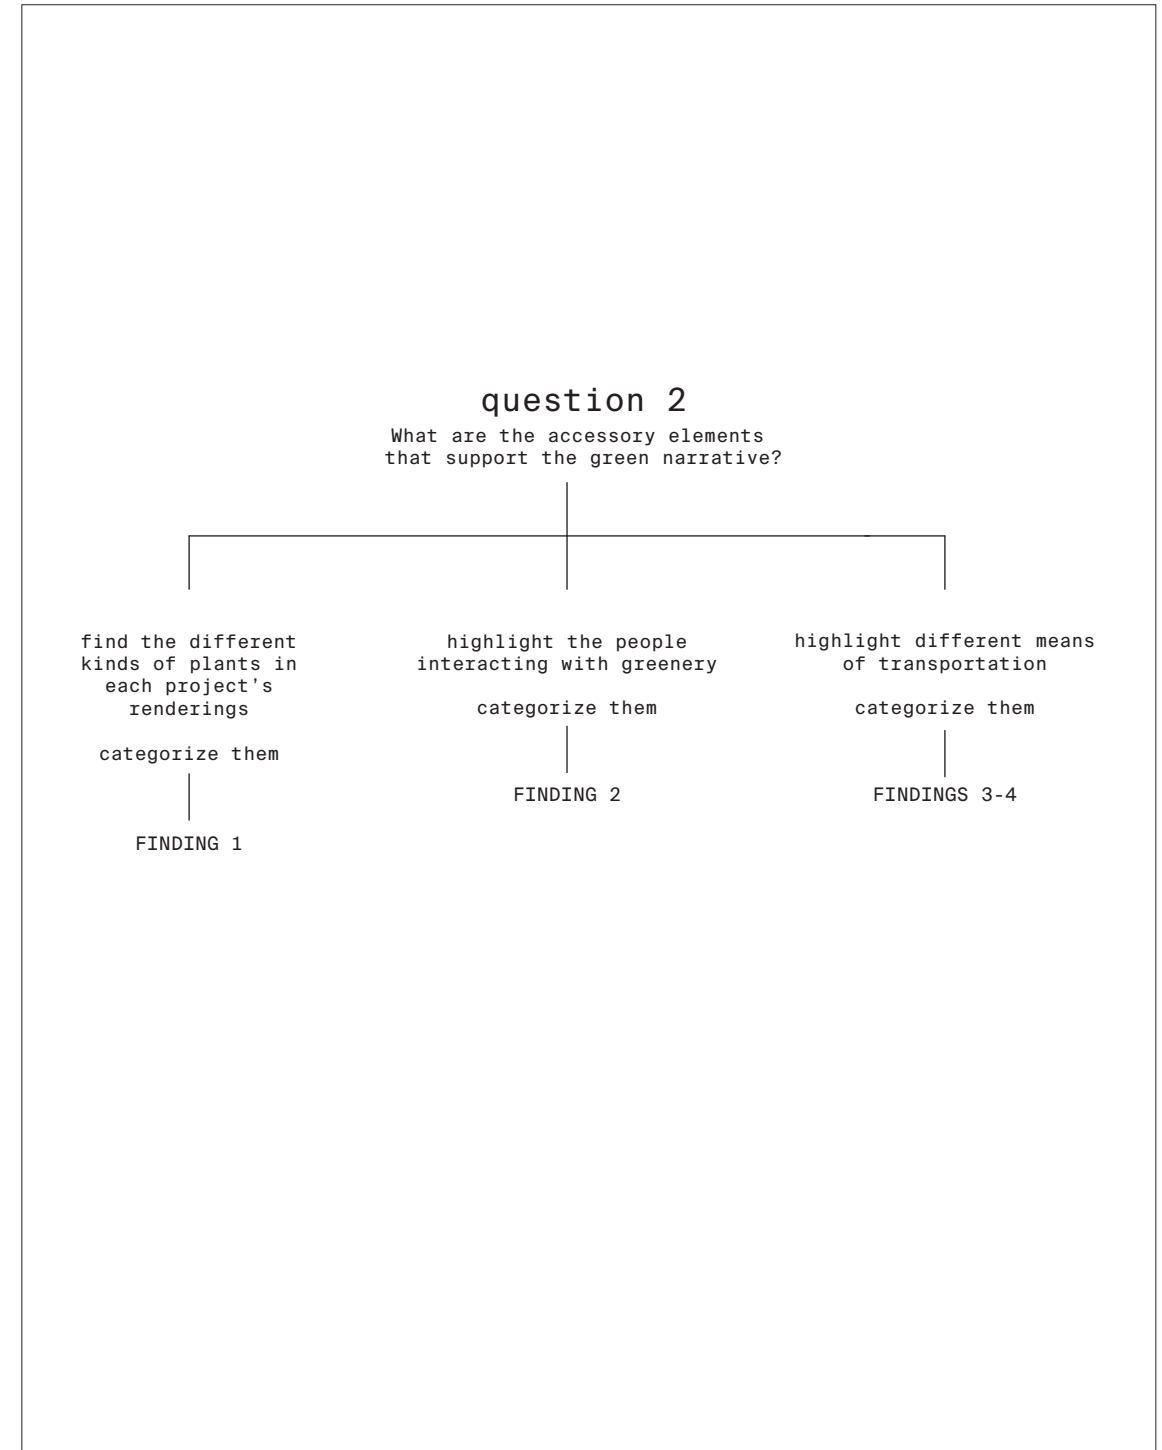 question 2
What are the accessory elements
that support the green narrative?
find the different
kinds of plants in
each project's
renderings
categorize them
FINDING 1
highlight the people
interacting with greenery
categorize them
FINDING 2
highlight different means
of transportation
categorize them
FINDINGS 3-4